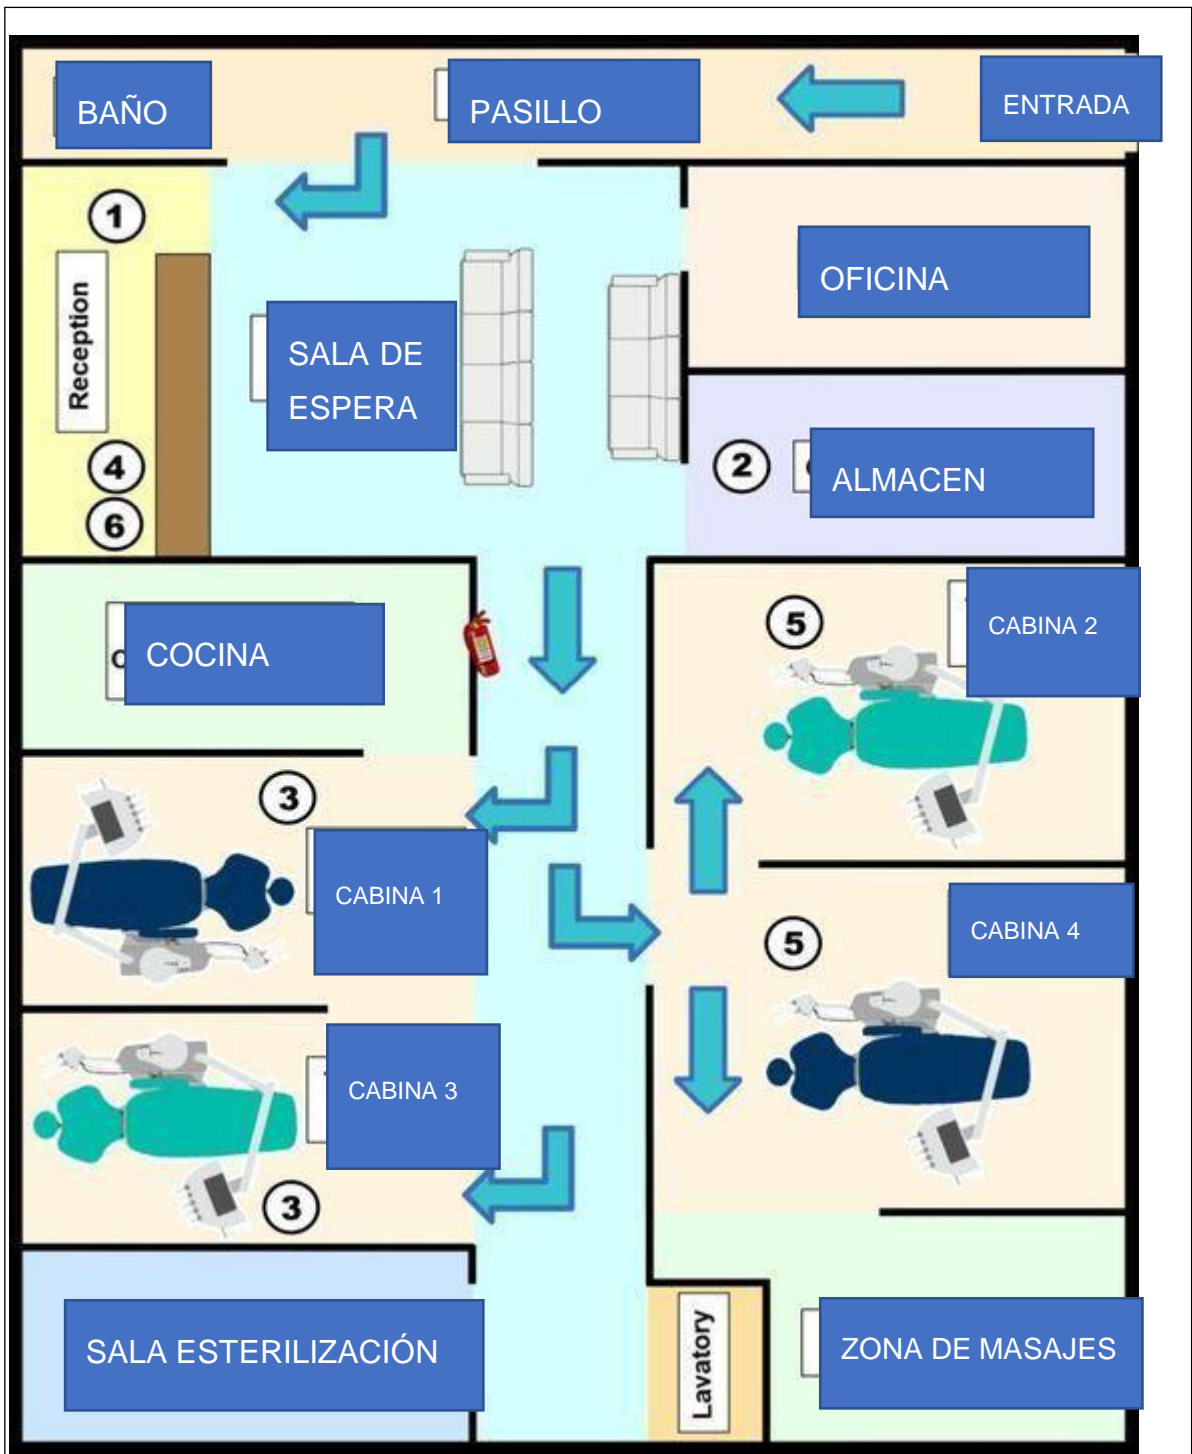 BAÑO
PASILLO
ENTRADA
1
Reception
OFICINA
SALA DE
ESPERA
4
6
2
ALMACEN
COCINA
5
CABINA 2
3
CABINA 1
5
CABINA 4
CABINA 3
3
SALA ESTERILIZACIÓN
Lavatory
ZONA DE MASAJES